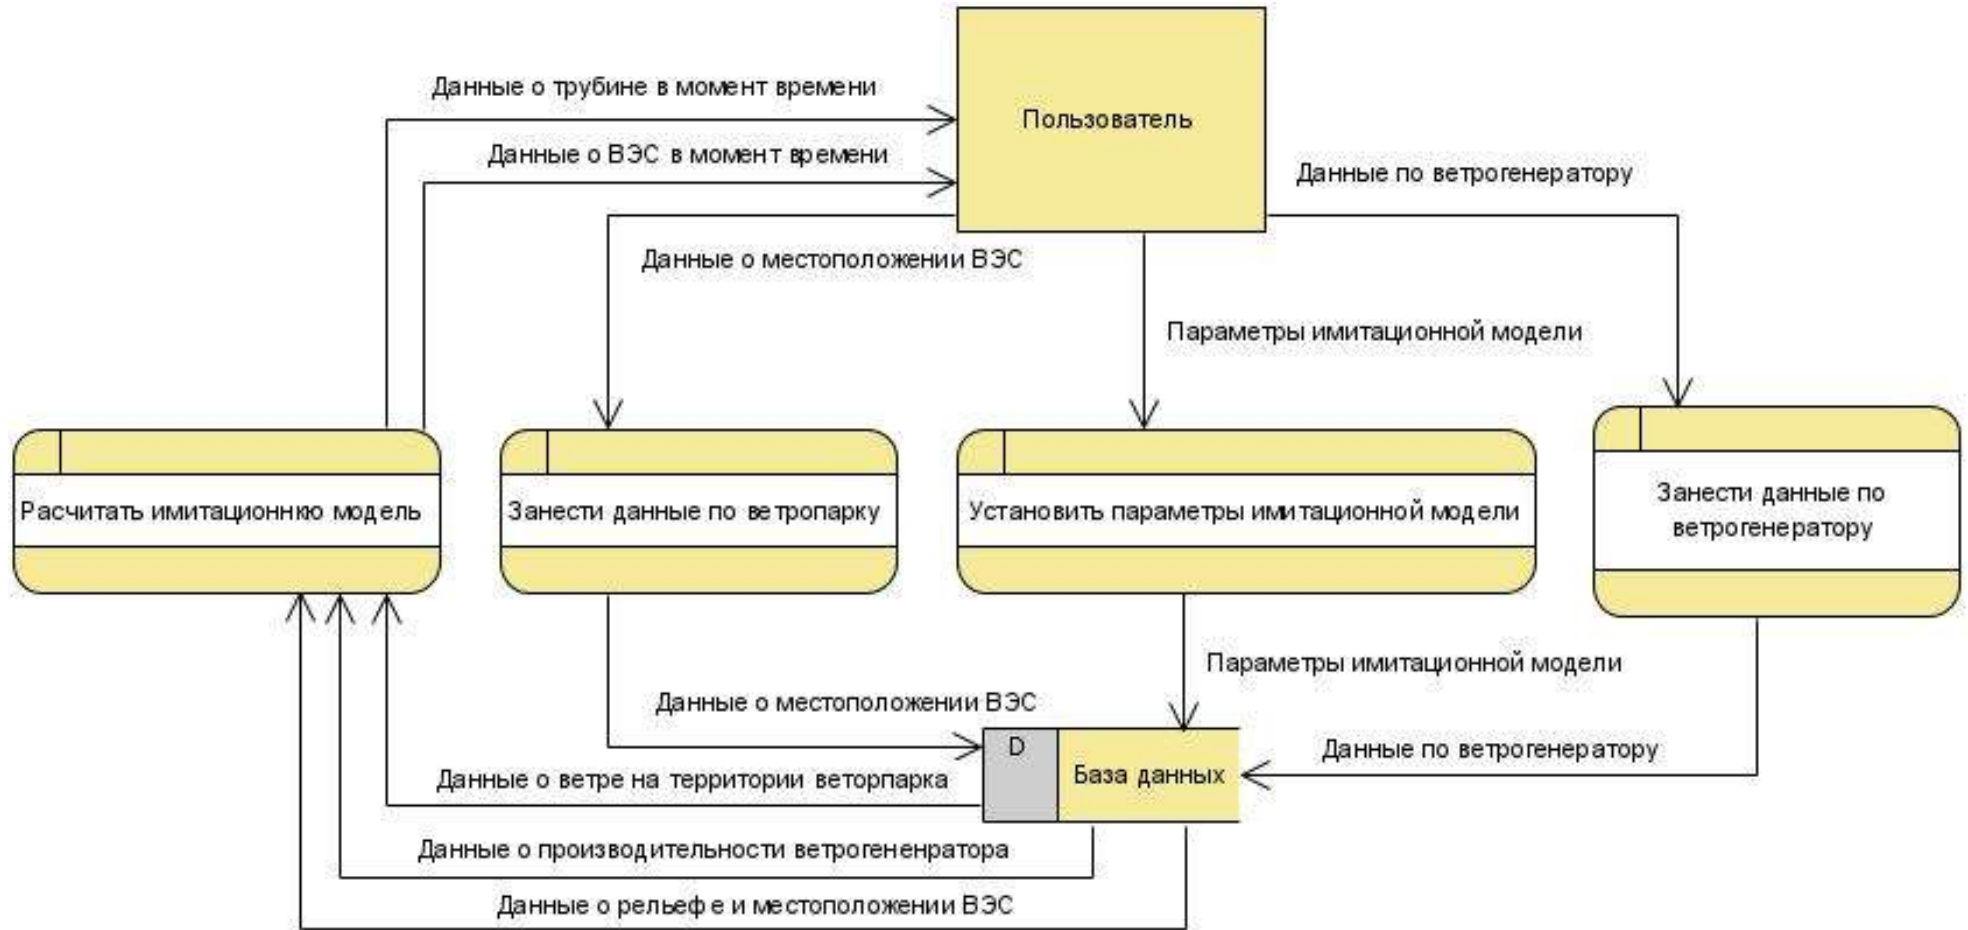 Данные о трубине в момент времени
Пользователь
Данные о ВЭС в момент времени
Данные по ветрогенератору
Данные о местоположении ВЭС
Параметры имитационной модели
Расчитать имитационнкю модель
Занести данные по ветропарку
Установить параметры имитационной модели
Занести данные по
ветрогенератору
Параметры имитационной модели
Данные о местоположении ВЭС
D
База данных
Данные по ветрогенератору
Данные о ветре на территории веторпарка
Данные о производительности ветрогененратора
Данные о рельефе и местоположении ВЭС